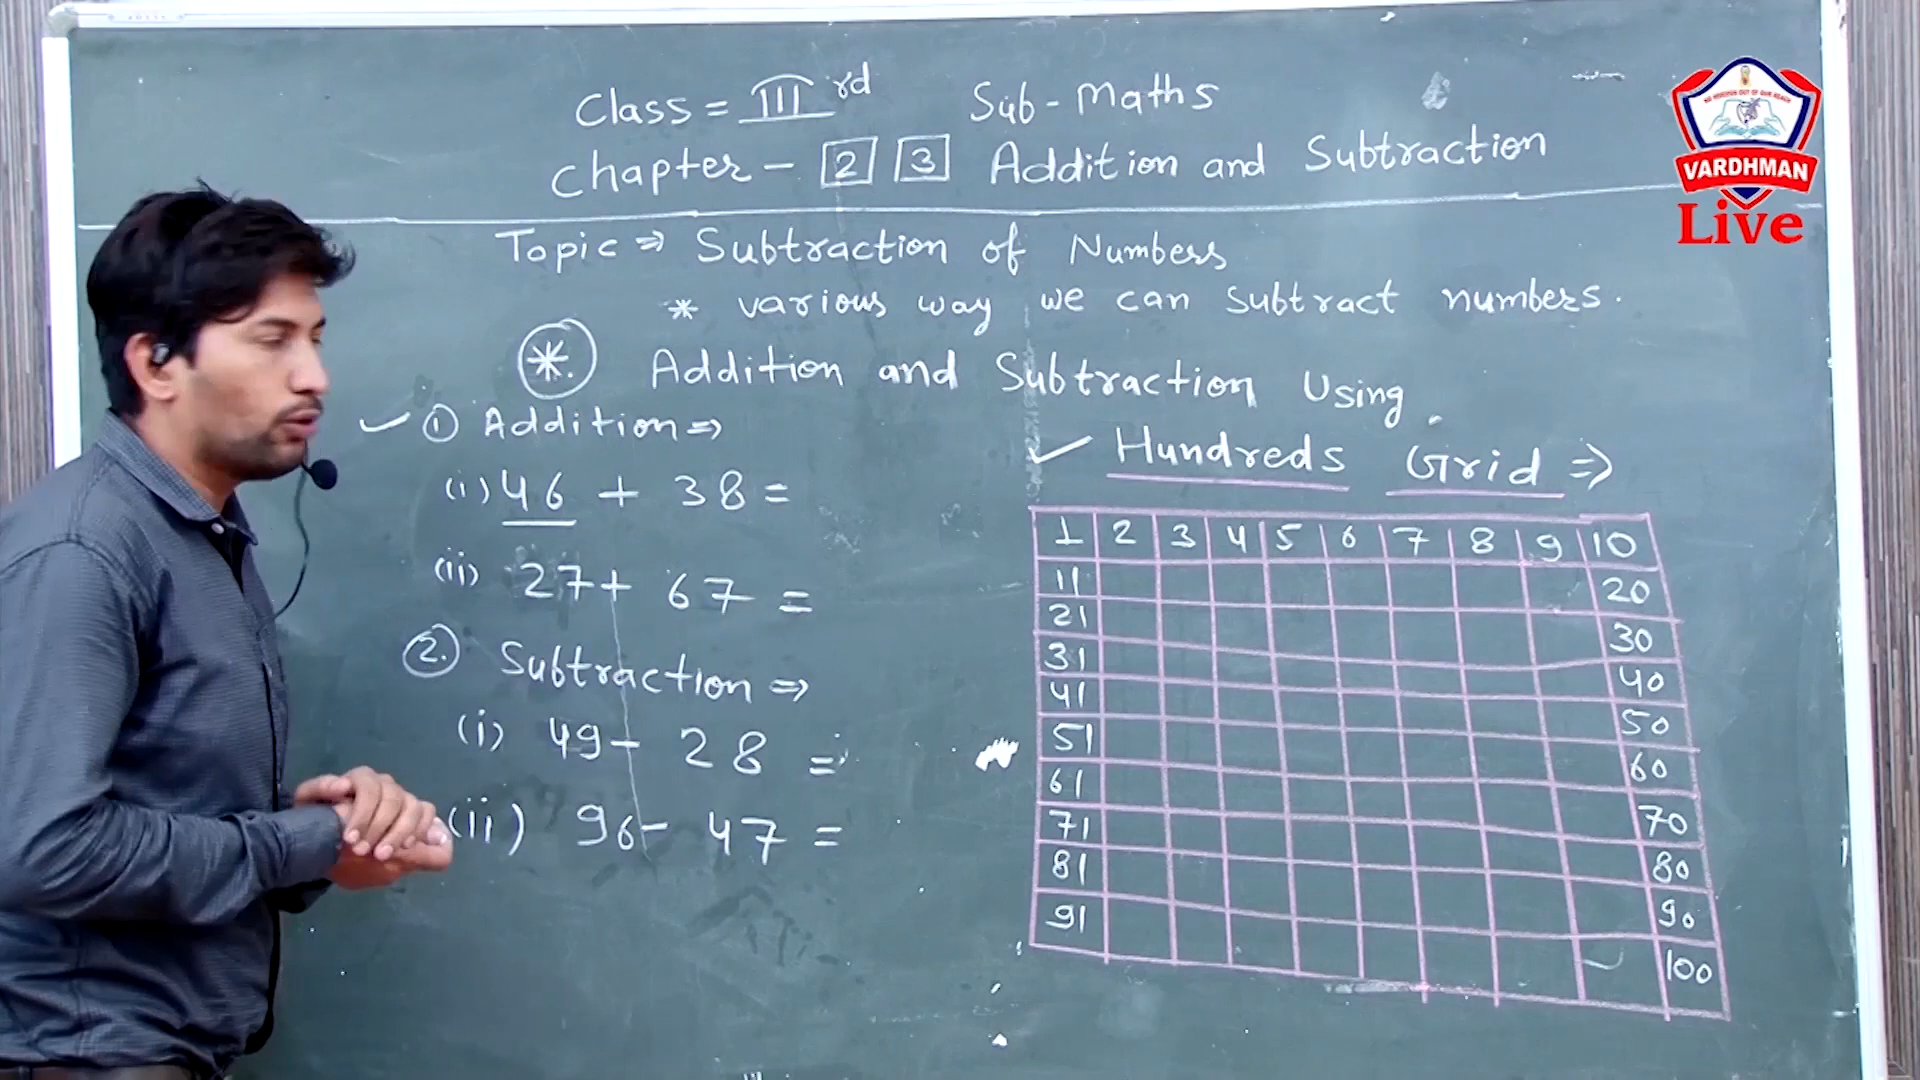 Class = III rd Sub - Maths
Chapter - 2 3 Addition and Subtraction
Topic ⇒ Subtraction of Numbers
* various way we can subtract numbers.
*. Addition and Subtraction Using
✓ Hundreds Grid ⇒
✓ 1 Addition ⇒
(i) 46 + 38 =
(ii) 27 + 67 =
2. Subtraction ⇒
(i) 49 - 28 =
(ii) 96 - 47 =
1 2 3 4 5 6 7 8 9 10
11 20
21 30
31 40
41 50
51 60
61 70
71 80
81 90
91 100
VARDHMAN
Live